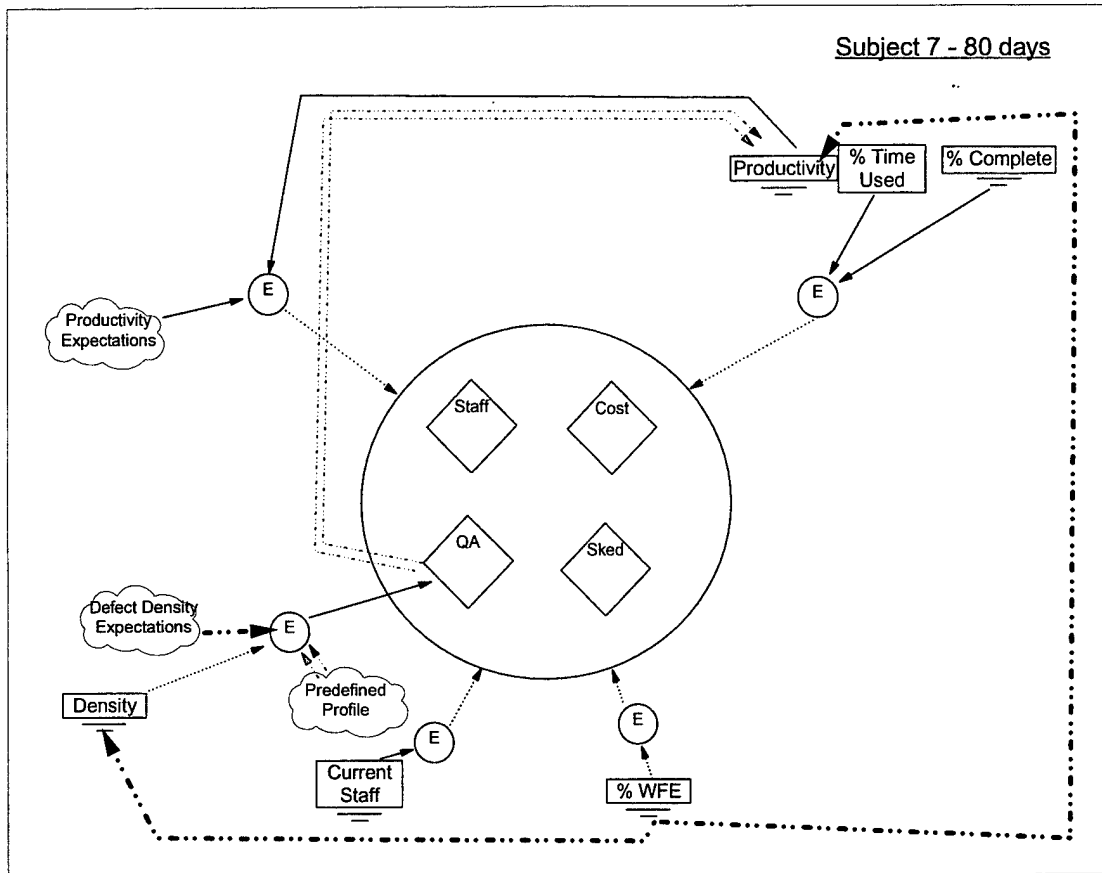 Subject 7 - 80 days
Productivity
% Time
Used
% Complete
E
E
Productivity
Expectations
Staff
Cost
QA
Sked
Defect Density
Expectations
E
Predefined
Profile
Density
E
E
Current
Staff
% WFE